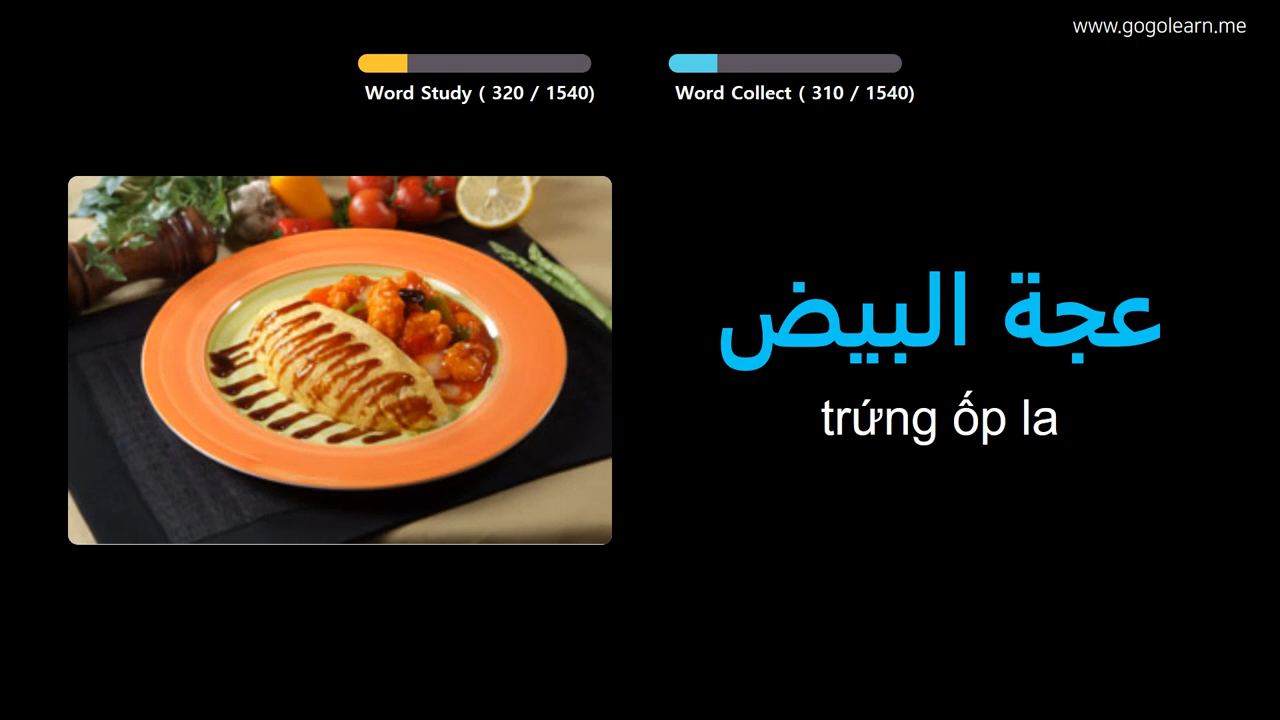 www.gogolearn.me
Word Study ( 320 / 1540)
Word Collect ( 310 / 1540)
عجة البيض
trứng ốp la